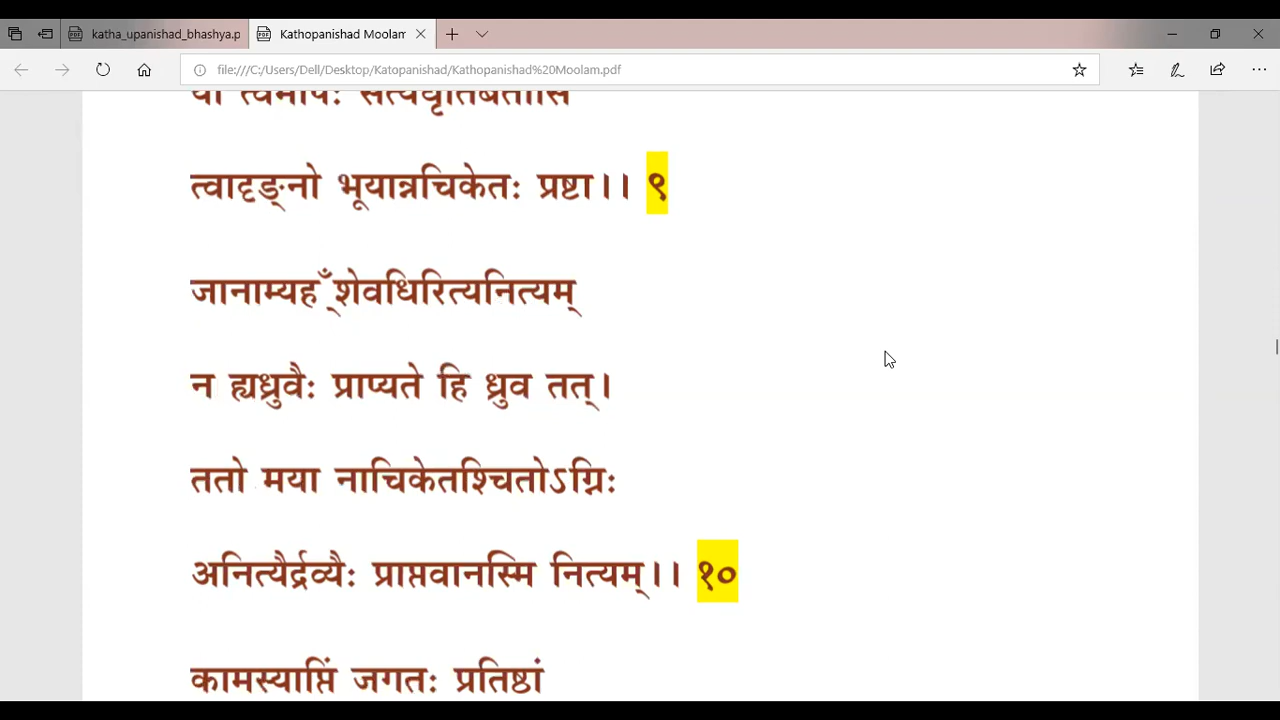 katha_upanishad_bhashya.p
Kathopanishad Moolam
file:///C:/Users/Dell/Desktop/Katopanishad/Kathopanishad%20Moolam.pdf
त्वादृङ्नो भूयान्नचिकेतः प्रष्टा।। ९
जानाम्यहँ्शेवधिरित्यनित्यम्
न ह्यध्रुवैः प्राप्यते हि ध्रुव तत्।
ततो मया नाचिकेतश्चितोऽग्निः
अनित्यैर्द्रव्यैः प्राप्तवानस्मि नित्यम्।। १०
कामस्याप्तिं जगतः प्रतिष्ठां